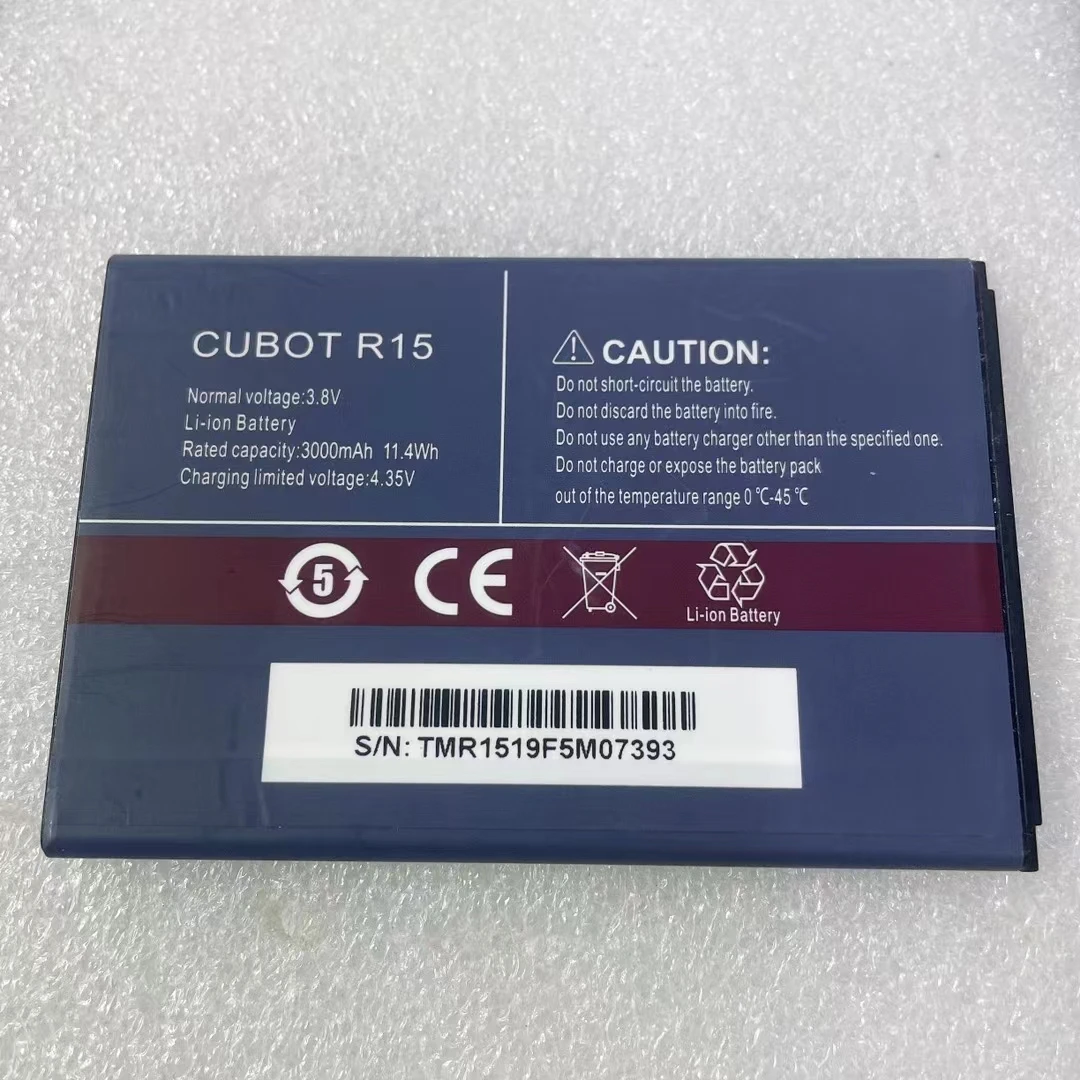 CUBOT R15
Normal voltage:3.8V
Li-ion Battery
Rated capacity:3000mAh 11.4Wh
Charging limited voltage:4.35V
CAUTION:
Do not short-circuit the battery.
Do not discard the battery into fire.
Do not use any battery charger other than the specified one.
Do not charge or expose the battery pack
out of the temperature range 0 ℃-45 ℃
5
CE
Li-ion Battery
S/N: TMR1519F5M07393